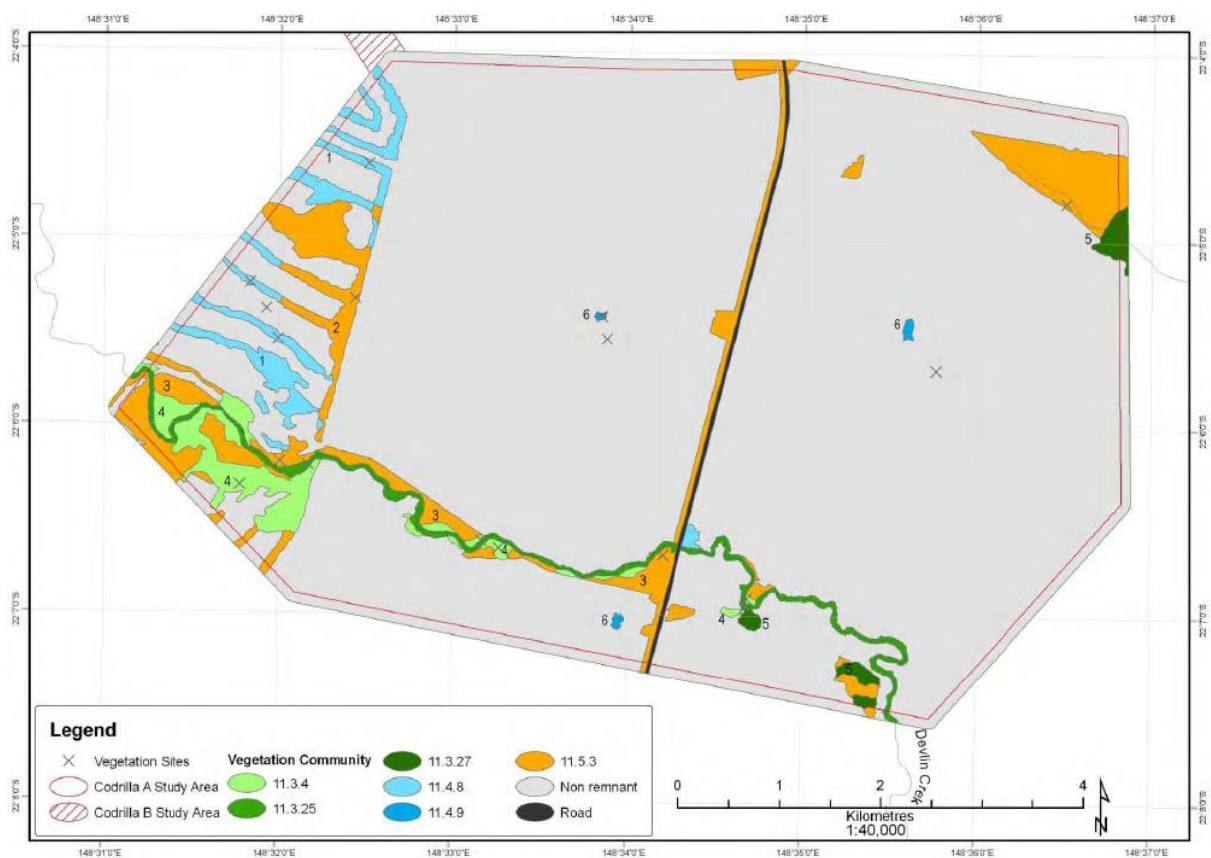 148°31'0"E 148°32'0"E 148°33'0"E 148°34'0"E 148°35'0"E 148°36'0"E 148°37'0"E
22°4'0"S 22°4'0"S
1
5
22°5'0"S 22°5'0"S
6 6
2
1
3
4
22°6'0"S 22°6'0"S
4
3
4
3
22°7'0"S 6 4 5 22°7'0"S
5
Devlin Crek
22°8'0"S 22°8'0"S
Legend
Vegetation Sites
Codrilla A Study Area
Codrilla B Study Area
Vegetation Community
11.3.4
11.3.25
11.3.27
11.4.8
11.4.9
11.5.3
Non remnant
Road
0 1 2 4
Kilometres
1:40,000
N
148°31'0"E 148°32'0"E 148°33'0"E 148°34'0"E 148°35'0"E 148°36'0"E